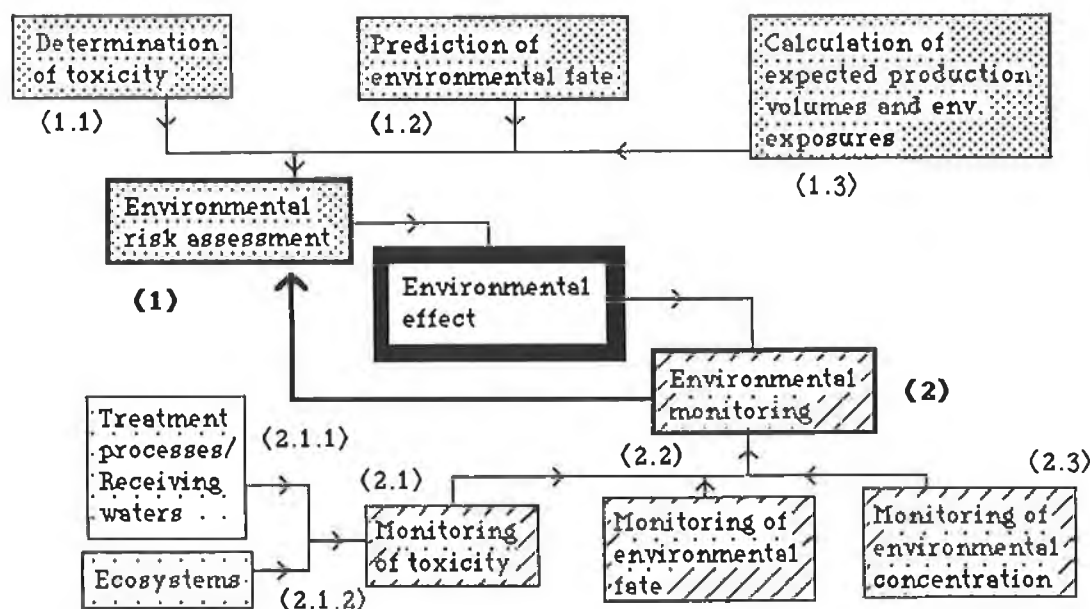 Determination
of toxicity
(1.1)
Prediction of
environmental fate
(1.2)
Calculation of
expected production
volumes and env.
exposures
(1.3)
Environmental
risk assessment
(1)
Environmental
effect
Environmental
monitoring
(2)
Treatment
processes/
Receiving
waters
(2.1.1)
Ecosystems
(2.1.2)
(2.1)
Monitoring
of toxicity
(2.2)
Monitoring of
environmental
fate
(2.3)
Monitoring of
environmental
concentration